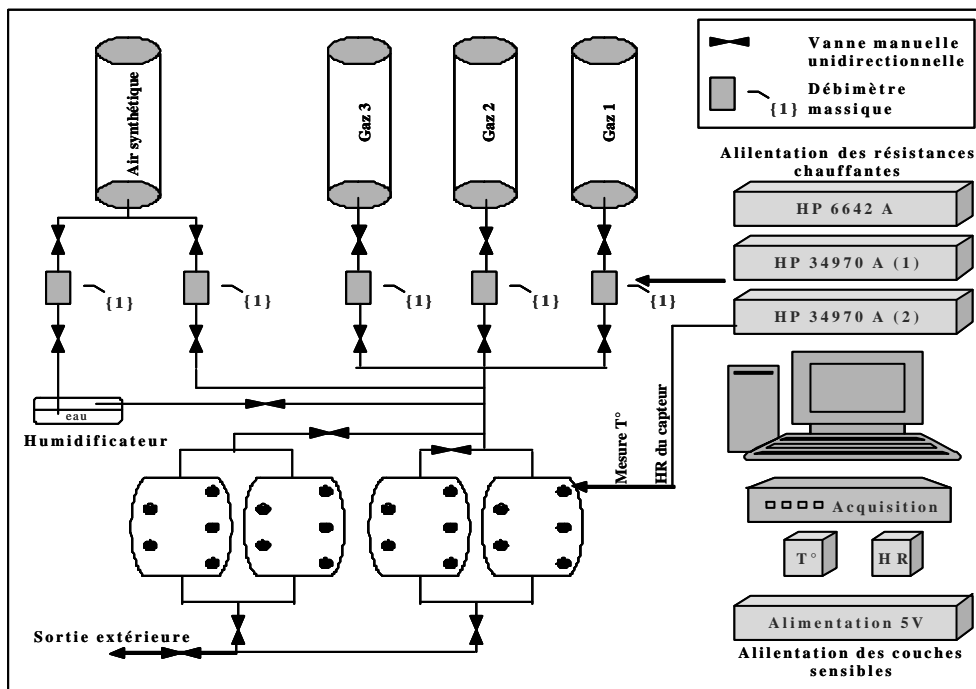 Air synthétique
Gaz 3
Gaz 2
Gaz 1
Vanne manuelle
unidirectionnelle
Débimètre
massique
{1}
Alilentation des résistances
chauffantes
HP 6642 A
HP 34970 A (1)
HP 34970 A (2)
{1}
{1}
{1}
{1}
{1}
eau
Humidificateur
Mesure T°
HR du capteur
Acquisition
T°
HR
Alimentation 5V
Sortie extérieure
Alilentation des couches
sensibles